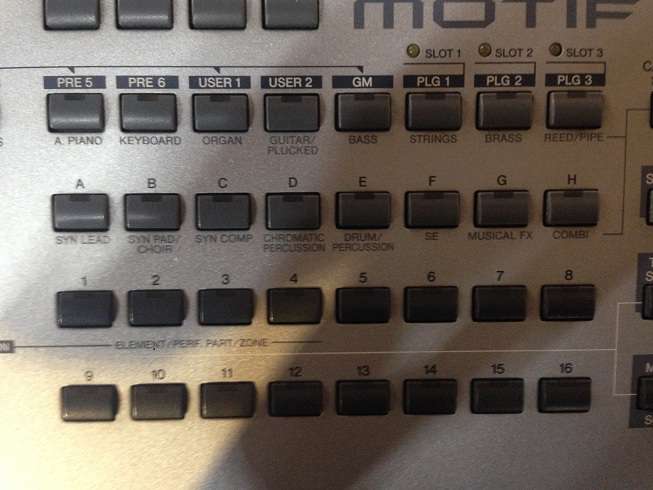 MOTIF
SLOT 1 SLOT 2 SLOT 3
PRE 5 PRE 6 USER 1 USER 2 GM PLG 1 PLG 2 PLG 3
A. PIANO KEYBOARD ORGAN GUITAR/ BASS STRINGS BRASS REED/PIPE
PLUCKED
A B C D E F G H
SYN LEAD SYN PAD/ SYN COMP CHROMATIC DRUM/ SE MUSICAL FX COMBI
CHOIR PERCUSSION PERCUSSION
1 2 3 4 5 6 7 8
ELEMENT/PERF. PART/ZONE
9 10 11 12 13 14 15 16